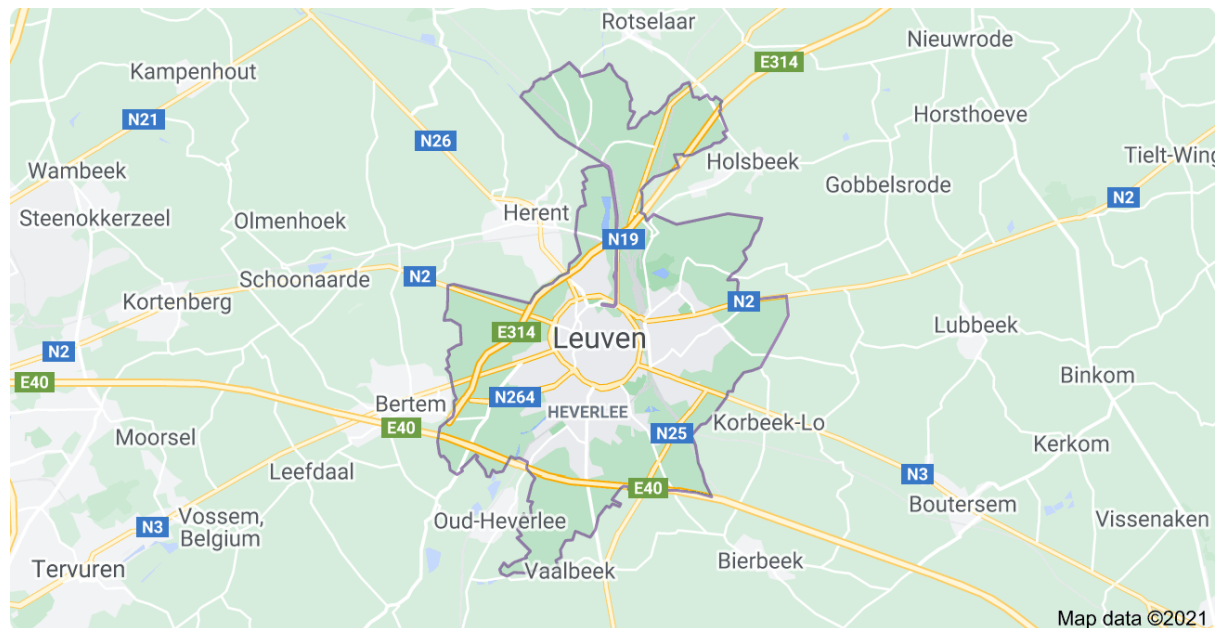 Rotselaar
Nieuwrode
E314
Kampenhout
N21
Horsthoeve
N26
Holsbeek
Tielt-Wing
Wambeek
Gobbelsrode
N2
Steenokkerzeel
Olmenhoek
Herent
N19
Schoonaarde
N2
Kortenberg
N2
E314
Leuven
Lubbeek
N2
E40
Binkom
N264
Bertem
HEVERLEE
E40
Korbeek-Lo
N25
Moorsel
Kerkom
Leefdaal
N3
E40
Boutersem
Vossem,
Belgium
N3
Oud-Heverlee
Vissenaken
Bierbeek
Tervuren
Vaalbeek
Map data ©2021